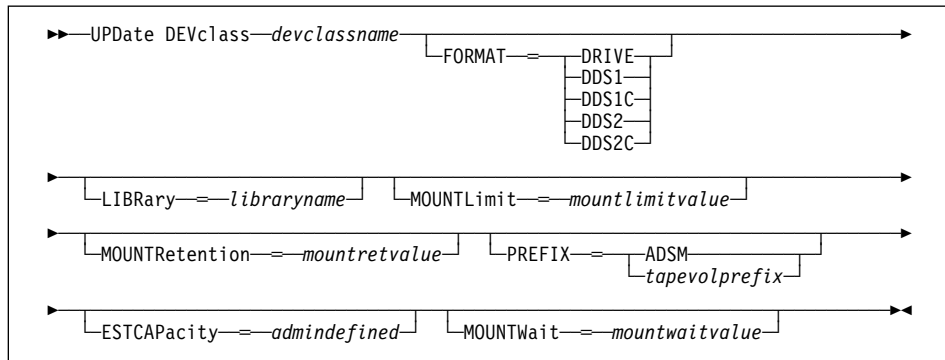 UPDate DEVclass devclassname
FORMAT = DRIVE
DDS1
DDS1C
DDS2
DDS2C
LIBRary = libraryname MOUNTLimit = mountlimitvalue
MOUNTRetention = mountretvalue PREFIX = ADSM
tapevolprefix
ESTCAPacity = admindefined MOUNTWait = mountwaitvalue